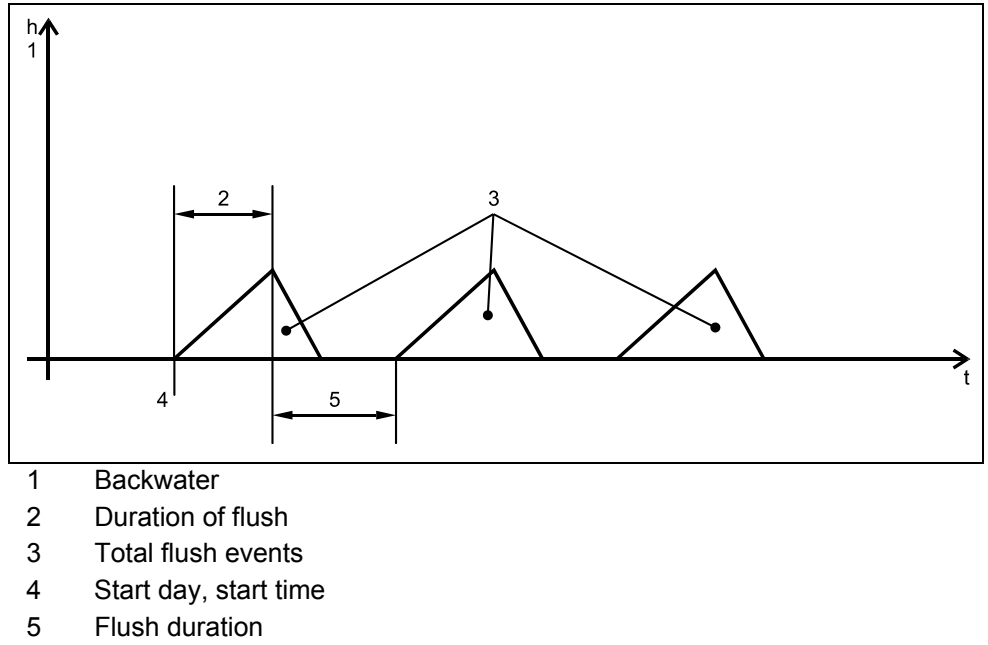 h
1
2
3
4
5
t
1 Backwater
2 Duration of flush
3 Total flush events
4 Start day, start time
5 Flush duration